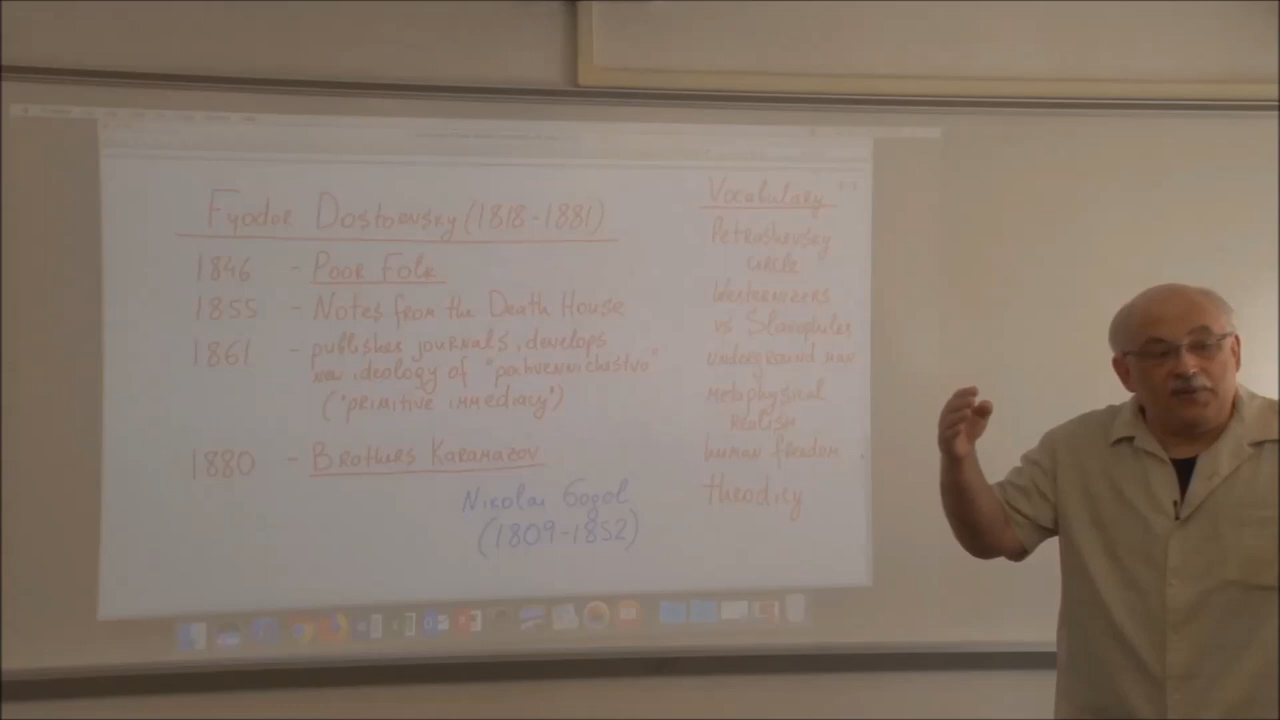 Fyodor Dostoevsky (1818-1881)
1846 - Poor Folk
1855 - Notes from the Death House
1861 - publishes journals, develops
new ideology of "pochvennichestvo"
("primitive immediacy")
1880 - Brothers Karamazov
Nikolai Gogol
(1809-1852)
Vocabulary
Petrashevsky
circle
Westernizers
vs Slavophiles
underground man
metaphysical
realism
human freedom
theodicy